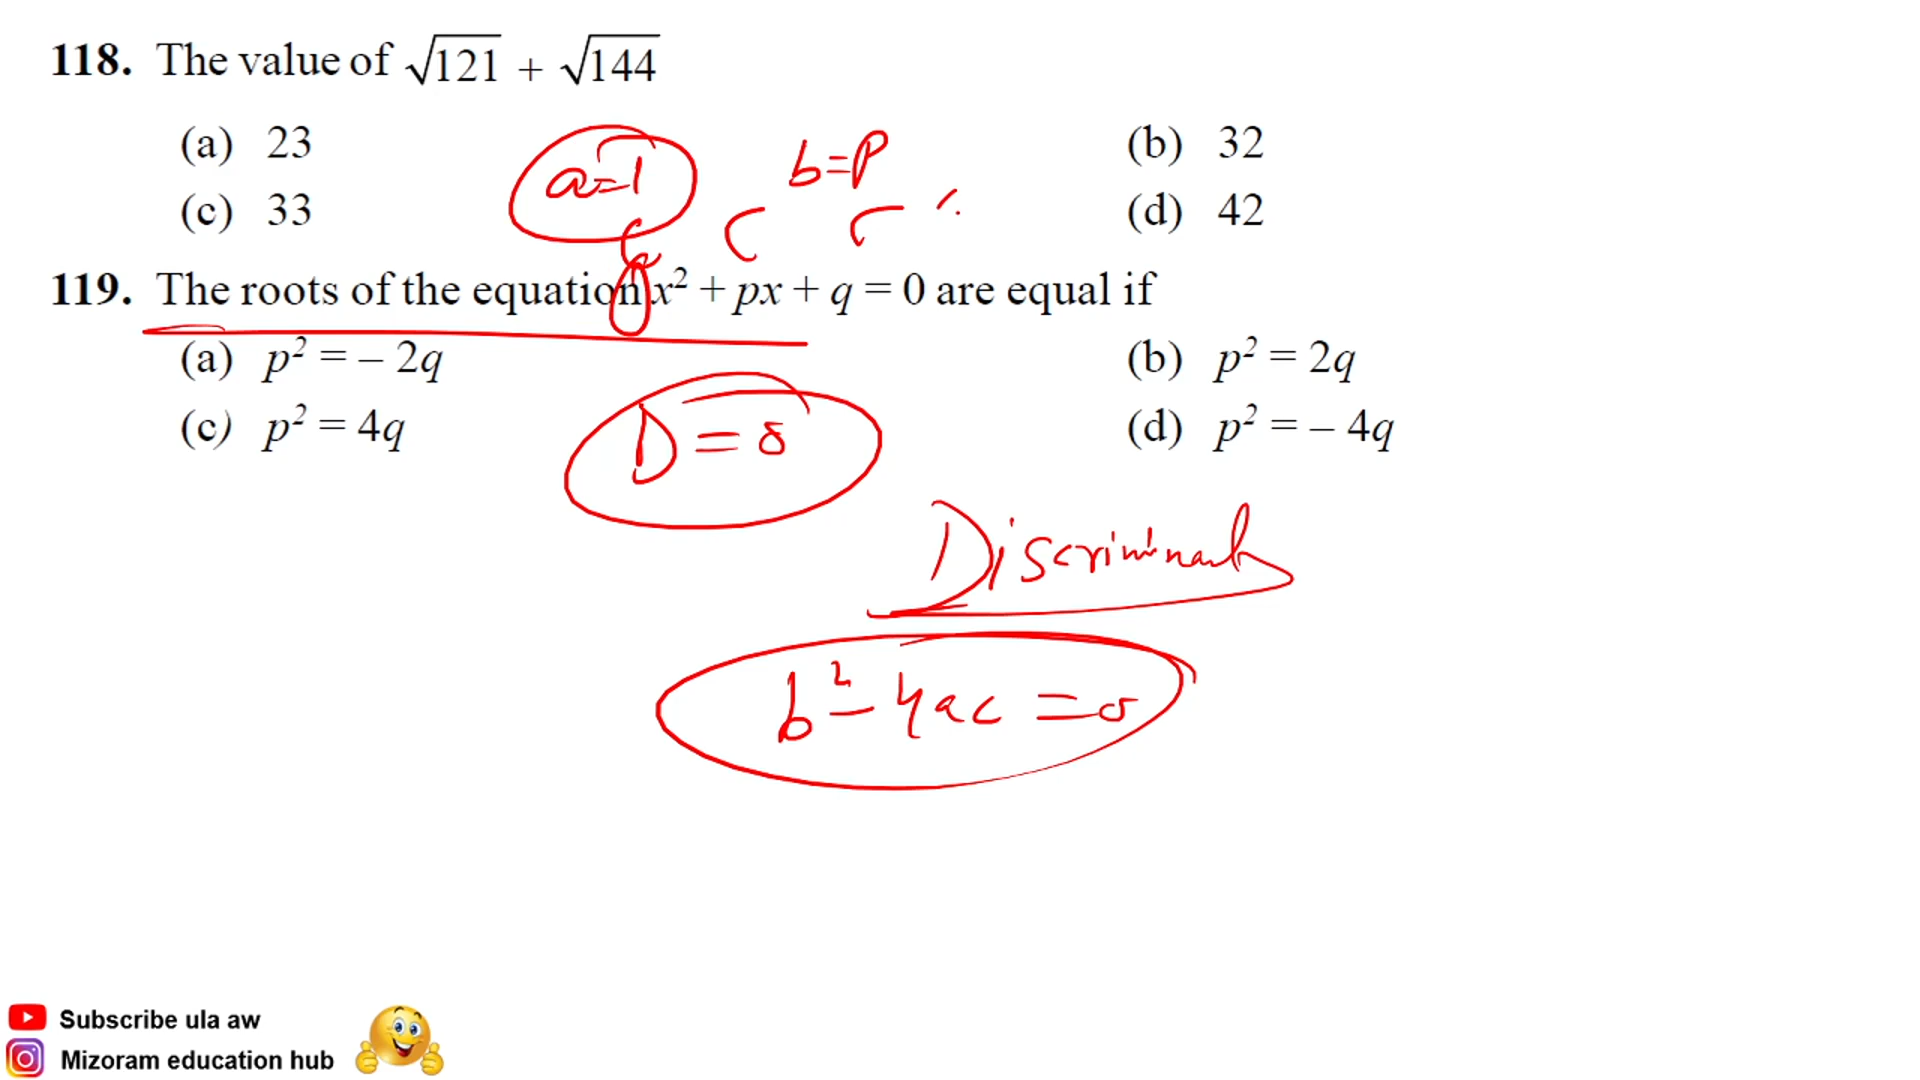 118. The value of √121 + √144
(a) 23 (b) 32
a=1 b=P
(c) 33 (d) 42
119. The roots of the equation x² + px + q = 0 are equal if
(a) p² = – 2q (b) p² = 2q
(c) p² = 4q (d) p² = – 4q
D = 0
Discriminant
b² – 4ac = 0
Subscribe ula aw
Mizoram education hub